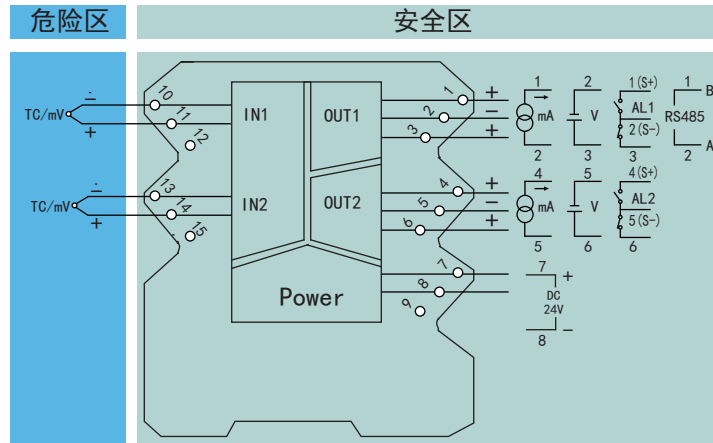 危险区 安全区
10 1 + 1 2 1(S+) 1 B
- 11 IN1 OUT1 2 - mA V AL1 RS485
TC/mV 12 3 + 2(S-)
+ 2 3 3 2 A
13 4 + 4 5 4(S+)
- 14 IN2 OUT2 5 - mA V AL2
TC/mV 15 6 + 5(S-)
+ 5 6 6
7 7 +
Power 8 DC
9 24V
8 -